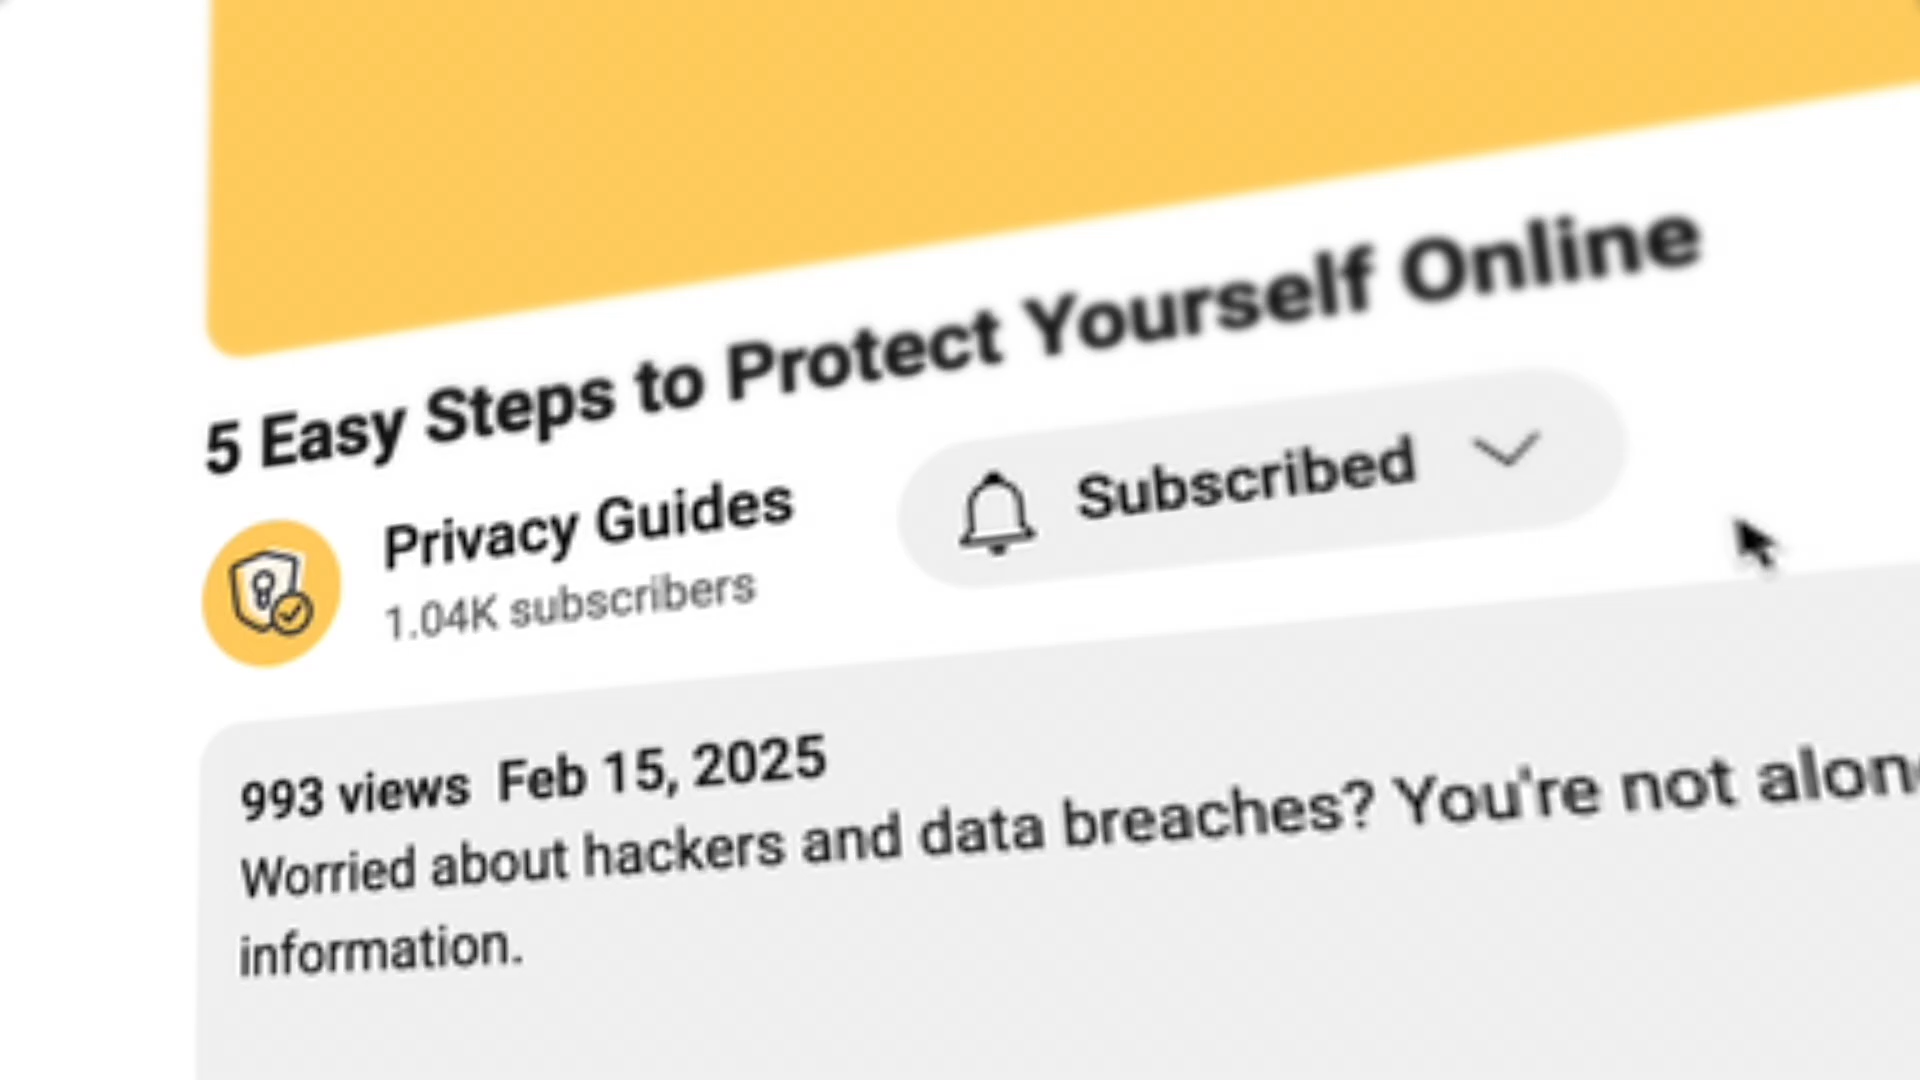 5 Easy Steps to Protect Yourself Online
Privacy Guides
1.04K subscribers
Subscribed
993 views Feb 15, 2025
Worried about hackers and data breaches? You're not
information.